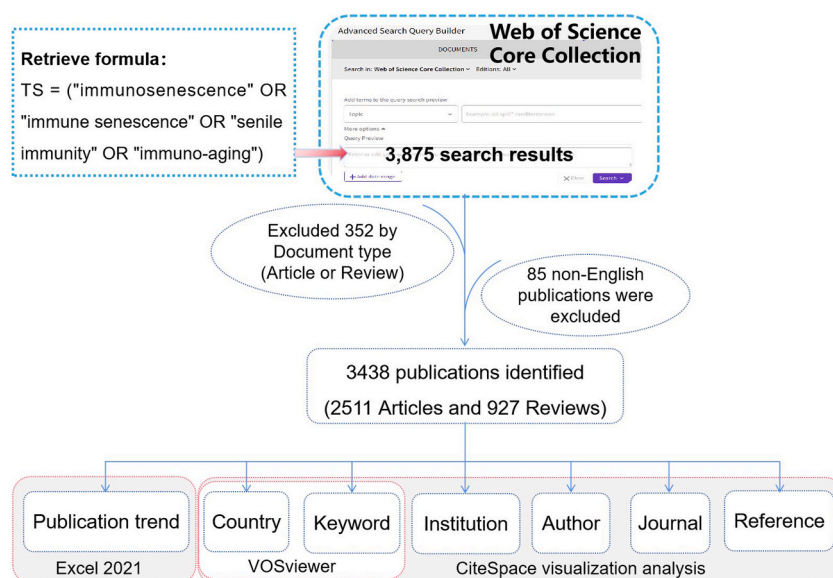 Retrieve formula:
TS = ("immunosenescence" OR
"immune senescence" OR "senile
immunity" OR "immuno-aging")
Advanced Search Query Builder
Web of Science
Core Collection
DOCUMENTS
Search in: Web of Science Core Collection Editions: All
Add terms to the query search preview
Topic
More options
Query Preview
3,875 search results
+ Add date range
Clear
Search
Excluded 352 by
Document type
(Article or Review)
85 non-English
publications were
excluded
3438 publications identified
(2511 Articles and 927 Reviews)
Publication trend
Country
Keyword
Institution
Author
Journal
Reference
Excel 2021
VOSviewer
CiteSpace visualization analysis